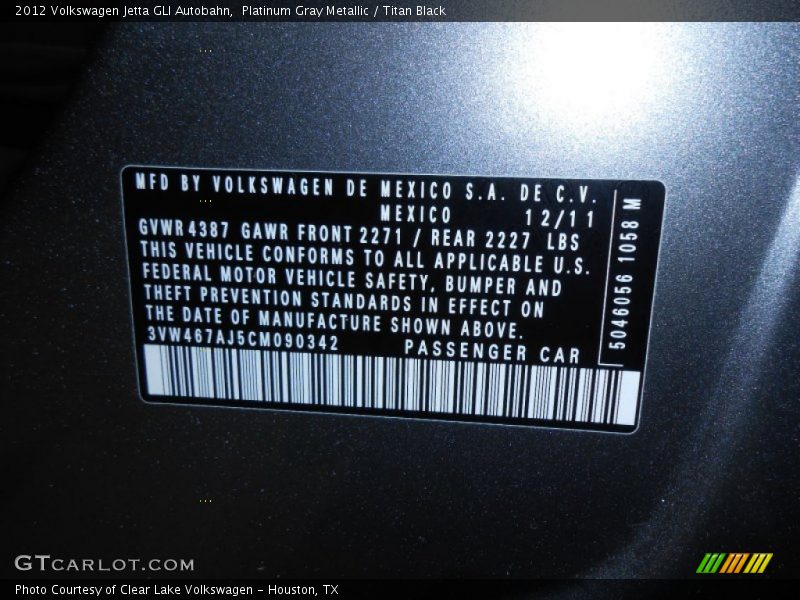 2012 Volkswagen Jetta GLI Autobahn,  Platinum Gray Metallic / Titan Black
MFD BY VOLKSWAGEN DE MEXICO S.A. DE C.V.
MEXICO 12/11
GVWR 4387 GAWR FRONT 2271 / REAR 2227 LBS
THIS VEHICLE CONFORMS TO ALL APPLICABLE U.S.
FEDERAL MOTOR VEHICLE SAFETY, BUMPER AND
THEFT PREVENTION STANDARDS IN EFFECT ON
THE DATE OF MANUFACTURE SHOWN ABOVE.
3VW467AJ5CM090342 PASSENGER CAR
5046056 1058 M
GTCARLOT.COM
Photo Courtesy of Clear Lake Volkswagen - Houston, TX